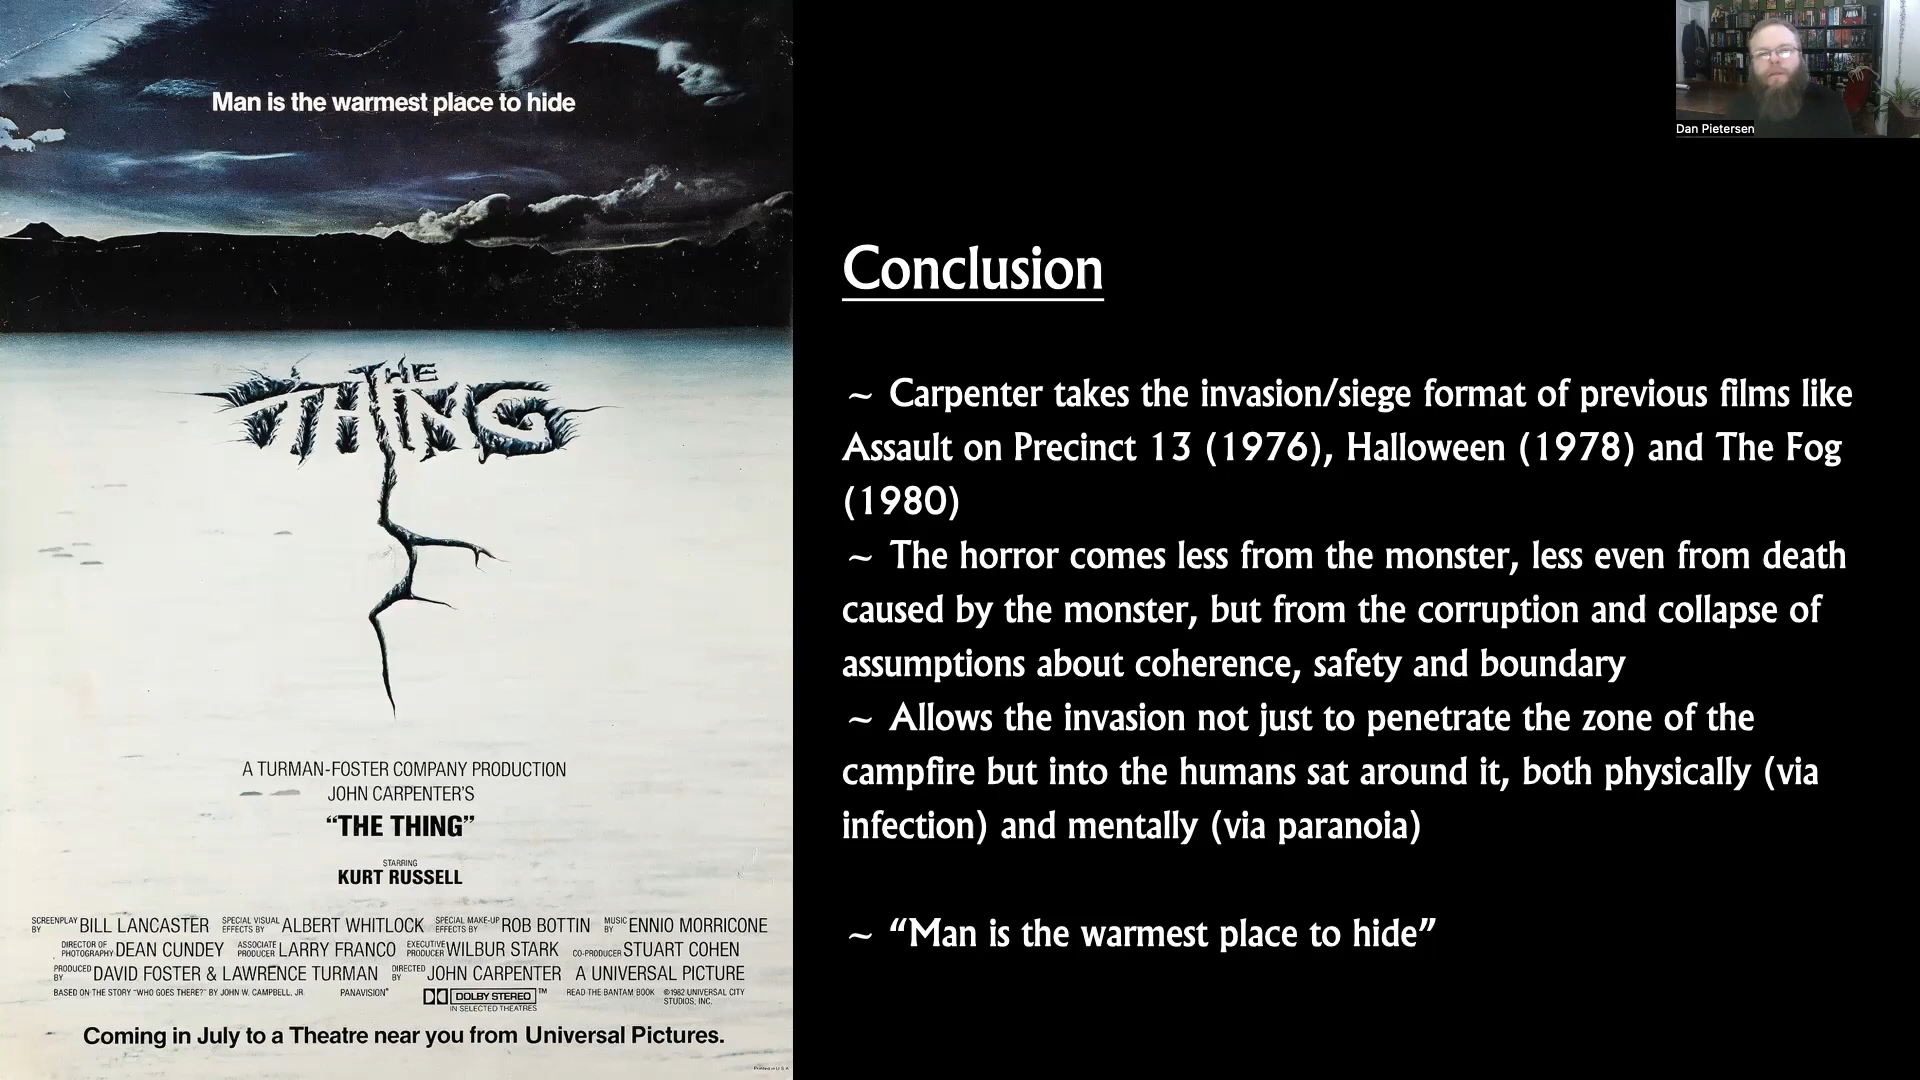 Man is the warmest place to hide
THE
THING
A TURMAN-FOSTER COMPANY PRODUCTION
JOHN CARPENTER'S
“THE THING”
STARRING
KURT RUSSELL
SCREENPLAY BY BILL LANCASTER SPECIAL VISUAL EFFECTS BY ALBERT WHITLOCK SPECIAL MAKE-UP EFFECTS BY ROB BOTTIN MUSIC BY ENNIO MORRICONE
DIRECTOR OF PHOTOGRAPHY DEAN CUNDEY ASSOCIATE PRODUCER LARRY FRANCO EXECUTIVE PRODUCER WILBUR STARK CO-PRODUCER STUART COHEN
PRODUCED BY DAVID FOSTER & LAWRENCE TURMAN DIRECTED BY JOHN CARPENTER A UNIVERSAL PICTURE
BASED ON THE STORY "WHO GOES THERE?" BY JOHN W. CAMPBELL, JR. PANAVISION® DOLBY STEREO™ IN SELECTED THEATRES READ THE BANTAM BOOK ©1982 UNIVERSAL CITY STUDIOS, INC.
Coming in July to a Theatre near you from Universal Pictures.
Printed in U.S.A.
Dan Pietersen
Conclusion
~ Carpenter takes the invasion/siege format of previous films like
Assault on Precinct 13 (1976), Halloween (1978) and The Fog
(1980)
~ The horror comes less from the monster, less even from death
caused by the monster, but from the corruption and collapse of
assumptions about coherence, safety and boundary
~ Allows the invasion not just to penetrate the zone of the
campfire but into the humans sat around it, both physically (via
infection) and mentally (via paranoia)
~ “Man is the warmest place to hide”